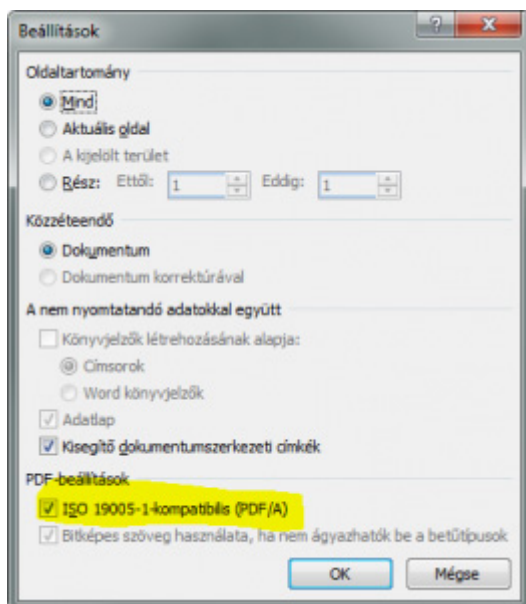 Beállítások
Oldaltartomány
Mind
Aktuális oldal
A kijelölt terület
Rész: Ettől: 1 Eddig: 1
Közzéteendő
Dokumentum
Dokumentum korrektúrával
A nem nyomtatandó adatokkal együtt
Könyvjelzők létrehozásának alapja:
Címsorok
Word könyvjelzők
Adatlap
Kisegítő dokumentumszerkezeti címkék
PDF-beállítások
ISO 19005-1-kompatibilis (PDF/A)
Bitképes szöveg használata, ha nem ágyazhatók be a betűtípusok
OK Mégse